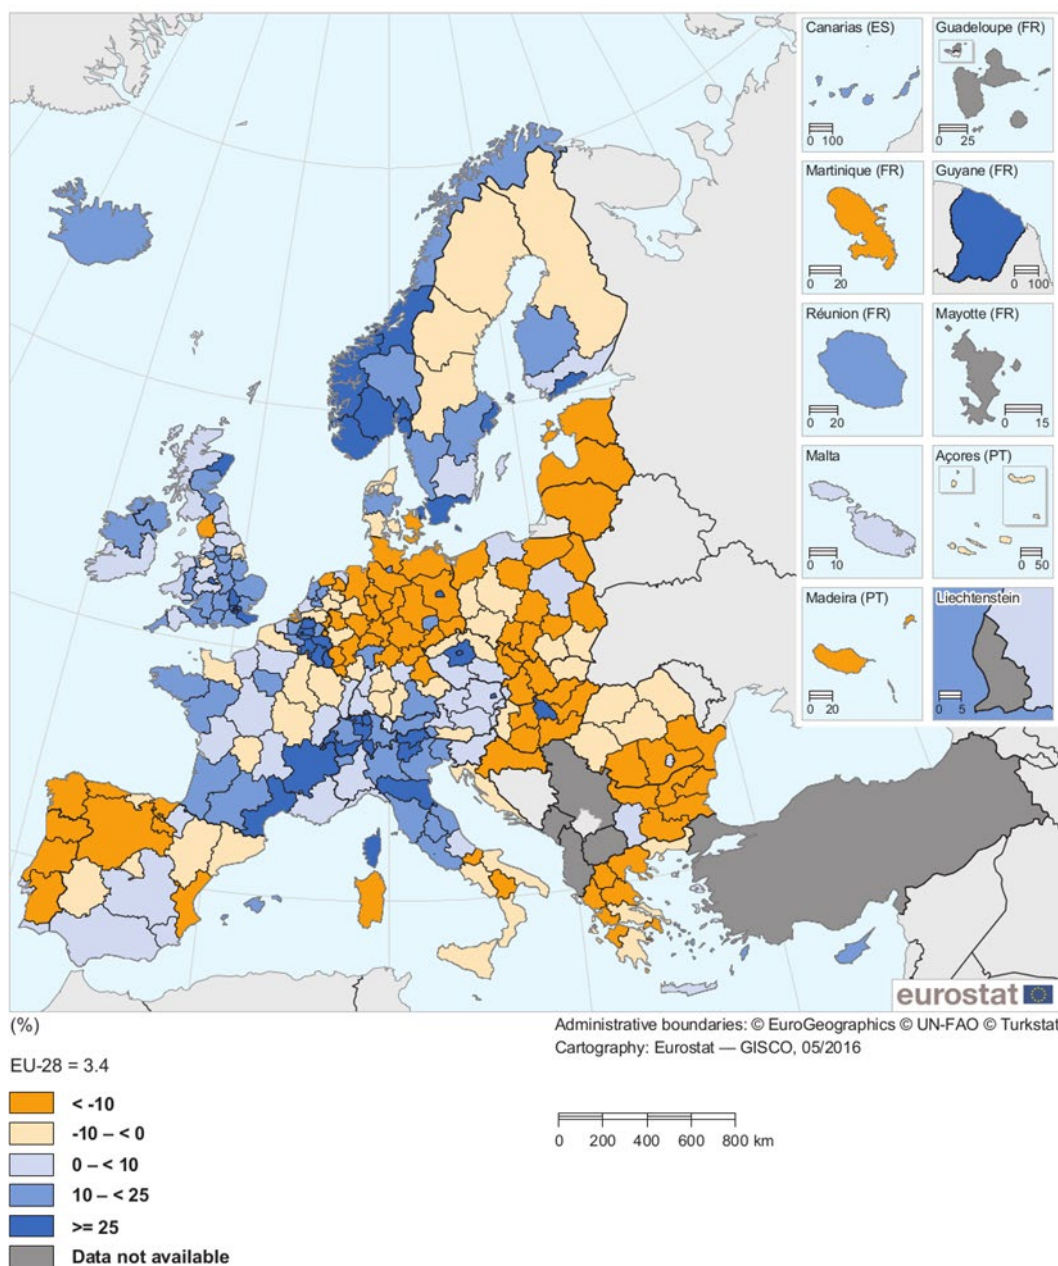 Canarias (ES)
0 100
Guadeloupe (FR)
0 25
Martinique (FR)
0 20
Guyane (FR)
0 100
Réunion (FR)
0 20
Mayotte (FR)
0 15
Malta
0 10
Açores (PT)
0 50
Madeira (PT)
0 20
Liechtenstein
0 5
eurostat
(%)
Administrative boundaries: © EuroGeographics © UN-FAO © Turkstat
Cartography: Eurostat — GISCO, 05/2016
EU-28 = 3.4
< -10
-10 – < 0
0 – < 10
10 – < 25
>= 25
Data not available
0 200 400 600 800 km